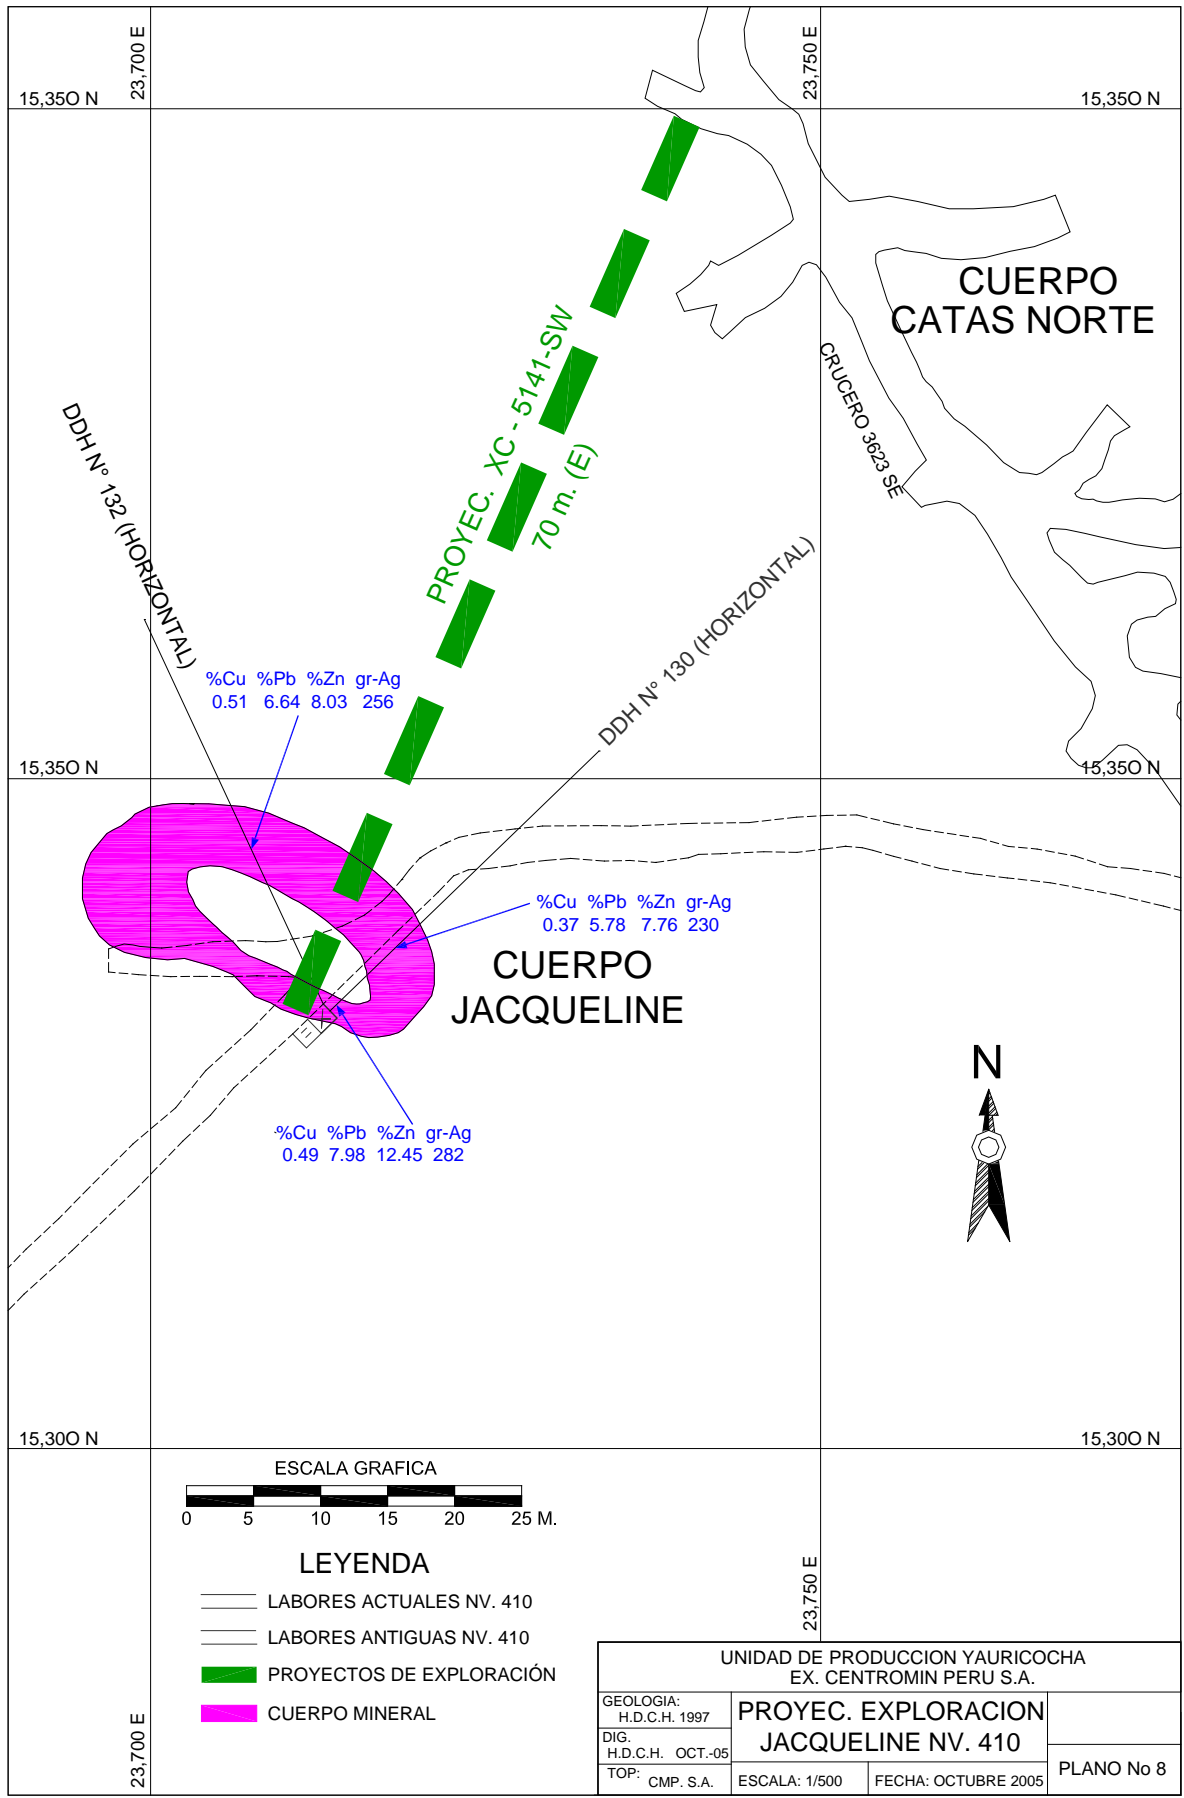 23,700 E
23,750 E
15,35O N
15,35O N
CUERPO
CATAS NORTE
CRUCERO 3623 SE
PROYEC. XC - 5141-SW
70 m. (E)
DDH N° 132 (HORIZONTAL)
DDH N° 130 (HORIZONTAL)
%Cu %Pb %Zn gr-Ag
0.51 6.64 8.03 256
15,35O N
15,35O N
%Cu %Pb %Zn gr-Ag
0.37 5.78 7.76 230
CUERPO
JACQUELINE
N
%Cu %Pb %Zn gr-Ag
0.49 7.98 12.45 282
15,30O N
15,30O N
ESCALA GRAFICA
0 5 10 15 20 25 M.
LEYENDA
LABORES ACTUALES NV. 410
LABORES ANTIGUAS NV. 410
PROYECTOS DE EXPLORACIÓN
CUERPO MINERAL
23,700 E
23,750 E
UNIDAD DE PRODUCCION YAURICOCHA
EX. CENTROMIN PERU S.A.
GEOLOGIA:
H.D.C.H. 1997
DIG.
H.D.C.H. OCT.-05
TOP: CMP. S.A.
PROYEC. EXPLORACION
JACQUELINE NV. 410
ESCALA: 1/500
FECHA: OCTUBRE 2005
PLANO No 8